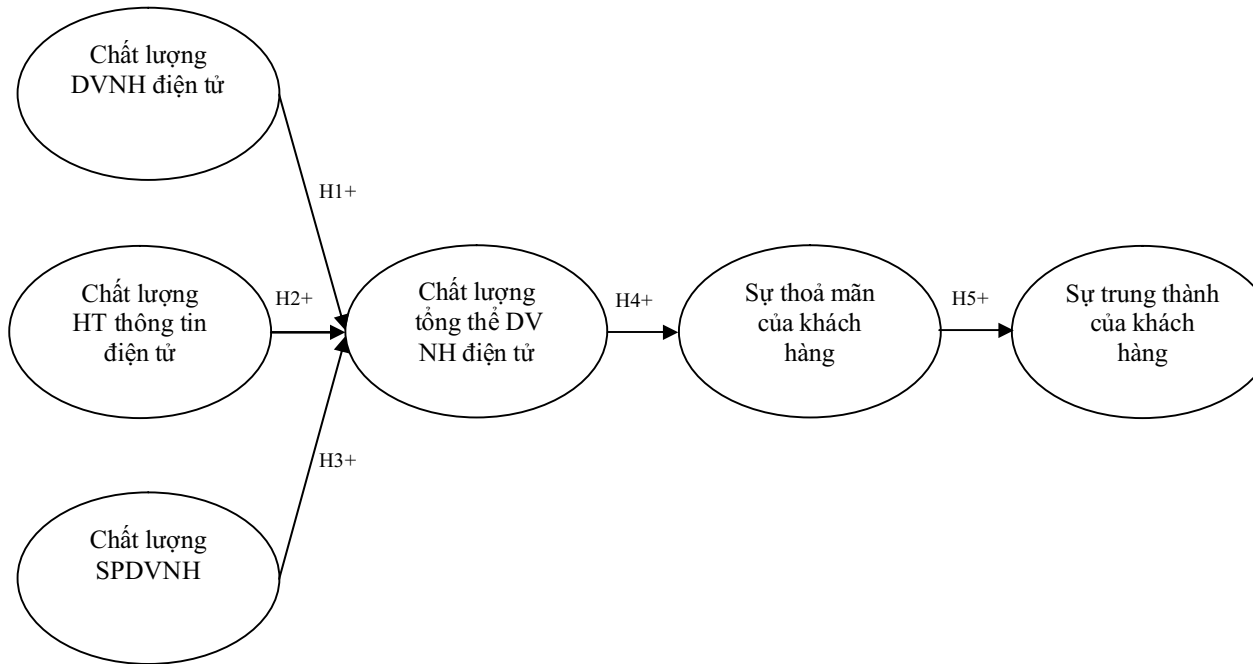 Chất lượng
DVNH điện tử
H1+
Chất lượng
HT thông tin
điện tử
H2+
Chất lượng
tổng thể DV
NH điện tử
H4+
Sự thoả mãn
của khách
hàng
H5+
Sự trung thành
của khách
hàng
H3+
Chất lượng
SPDVNH